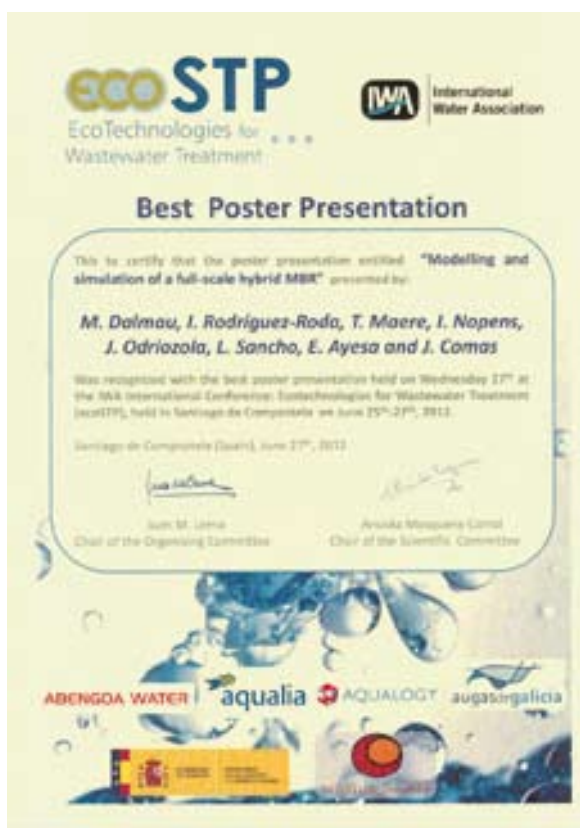 eco STP
EcoTechnologies for ...
Wastewater Treatment
IWA
International
Water Association
Best Poster Presentation
This to certify that the poster presentation entitled "Modelling and
simulation of a full-scale hybrid MBR" presented by:
M. Dalmau, I. Rodriguez-Roda, T. Maere, I. Nopens,
J. Odriozola, L. Sancho, E. Ayesa and J. Comas
Was recognized with the best poster presentation held on Wednesday 27th at
the IWA International Conference: Ecotechnologies for Wastewater Treatment
(ecoSTP), held in Santiago de Compostela on June 25th-27th, 2012.
Santiago de Compostela (Spain), June 27th, 2012
Juan M. Lema
Chair of the Organising Committee
Anuska Mosquera Corral
Chair of the Scientific Committee
ABENGOA WATER
aqualia
AQUALOGY
augasdegalicia